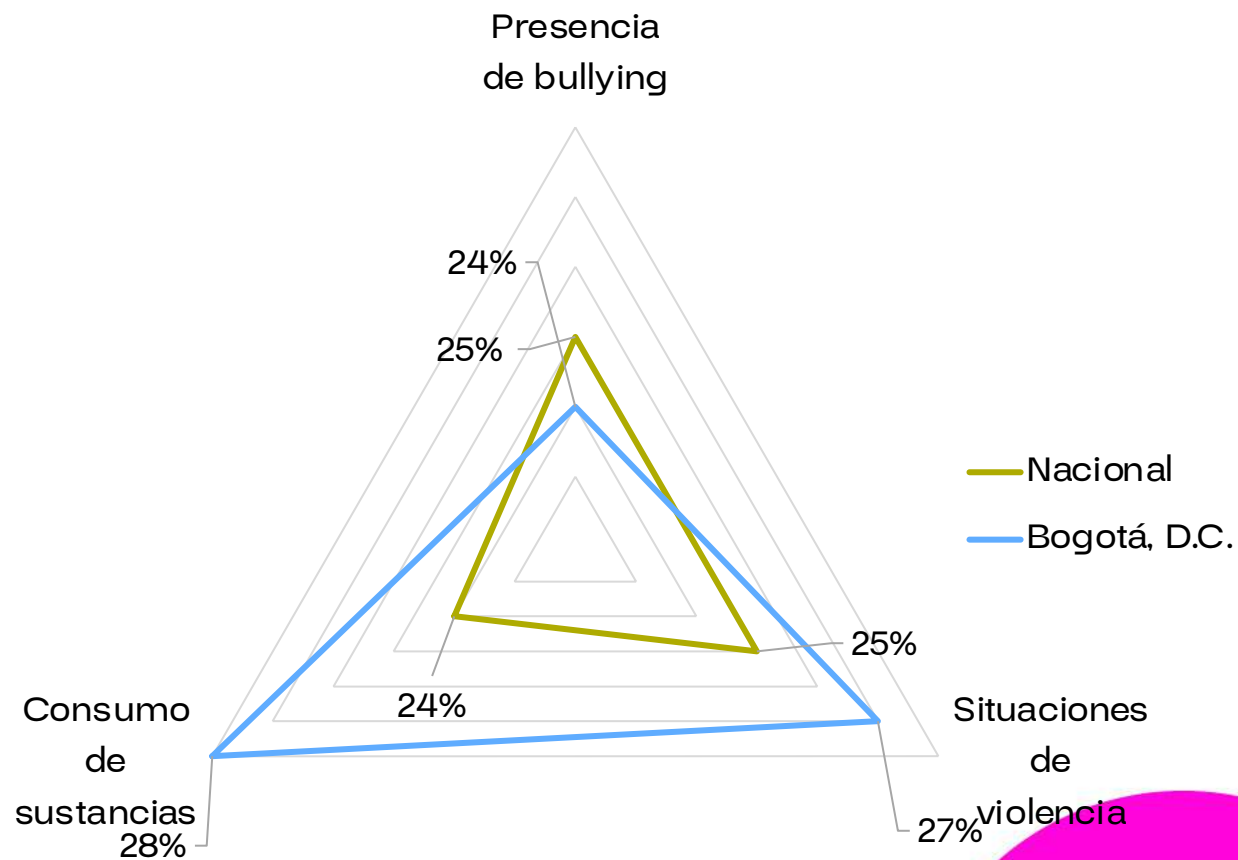 Presencia
de bullying
24%
25%
Nacional
Bogotá, D.C.
25%
24%
Consumo
de
sustancias
28%
Situaciones
de
violencia
27%